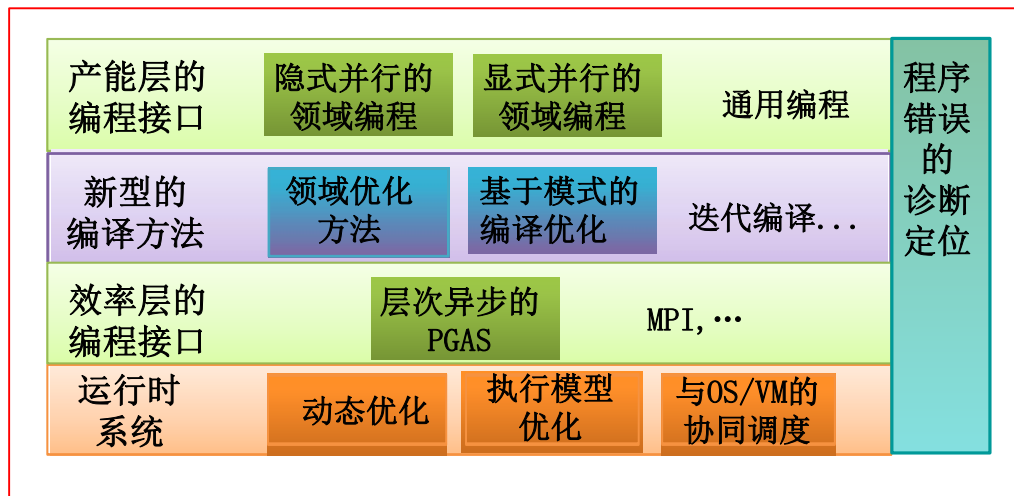 产能层的
编程接口
隐式并行的
领域编程
显式并行的
领域编程
通用编程
新型的
编译方法
领域优化
方法
基于模式的
编译优化
迭代编译...
效率层的
编程接口
层次异步的
PGAS
MPI,…
运行时
系统
动态优化
执行模型
优化
与OS/VM的
协同调度
程序
错误
的
诊断
定位